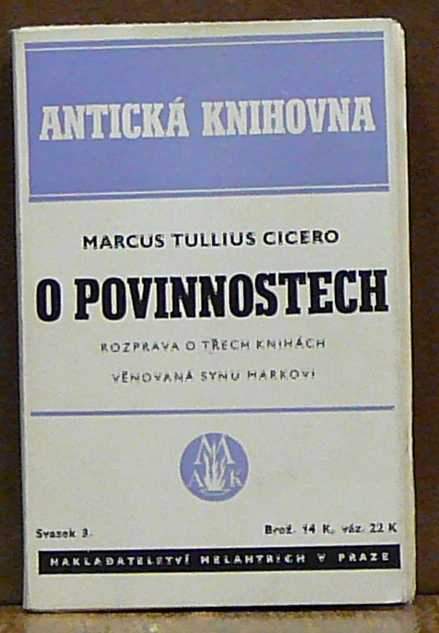 ANTICKÁ KNIHOVNA
MARCUS TULLIUS CICERO
O POVINNOSTECH
ROZPRAVA O TŘECH KNIHÁCH
VĚNOVANÁ SYNU MARKOVI
M
A K
Svazek 3.
Brož. 14 K, váz. 22 K
NAKLADATELSTVÍ MELANTRICH V PRAZE